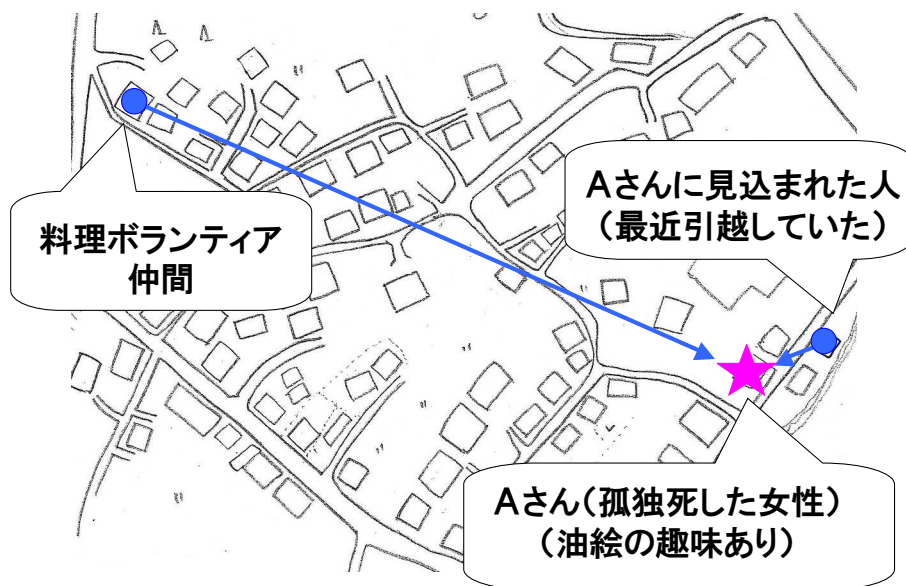 Aさんに見込まれた人
(最近引越していた)
料理ボランティア
仲間
Aさん(孤独死した女性)
(油絵の趣味あり)